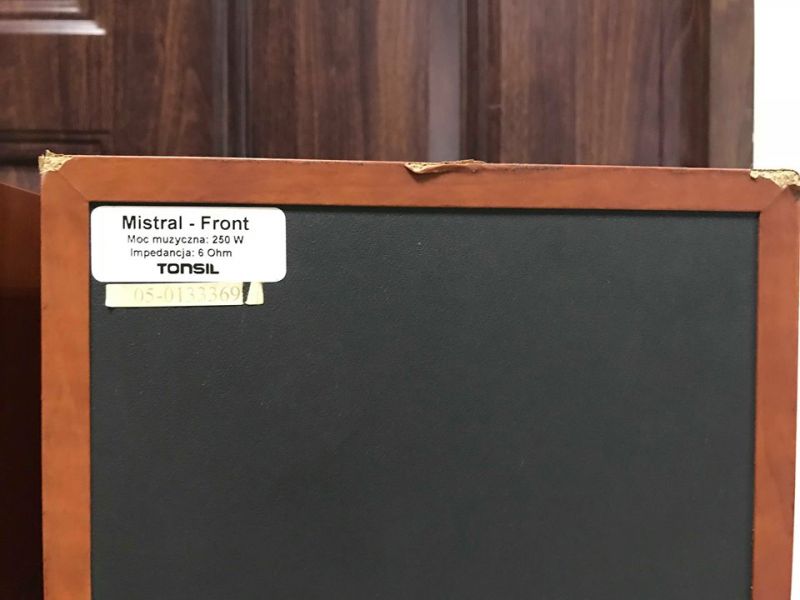 Mistral - Front
Moc muzyczna: 250 W
Impedancja: 6 Ohm
TONSIL
05-0133369